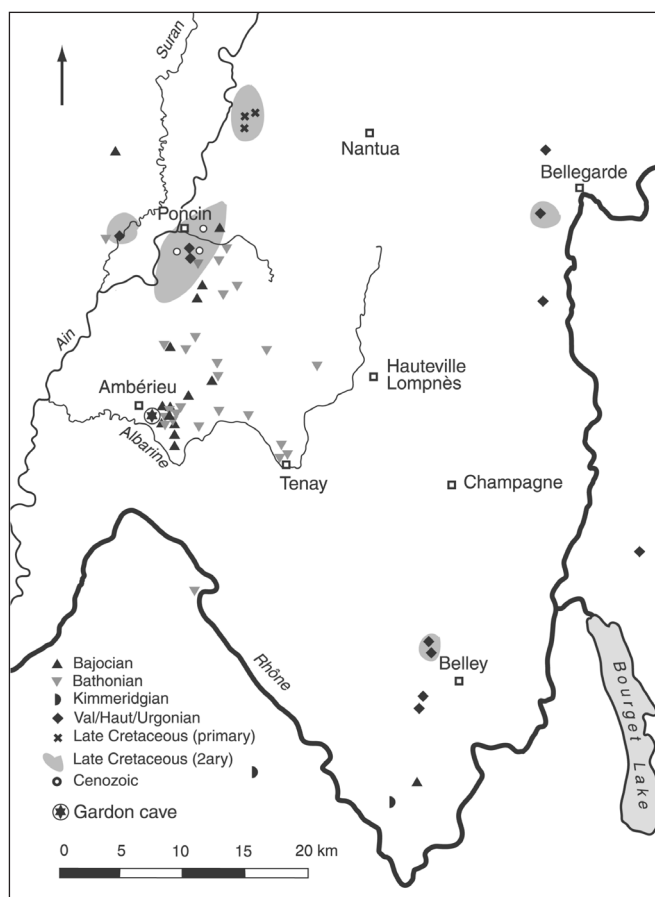 Suran
Nantua
Bellegarde
Poncin
Ain
Hauteville
Lompnès
Ambérieu
Albarine
Tenay
Champagne
Rhône
Belley
Bourget Lake
Bajocian
Bathonian
Kimmeridgian
Val/Haut/Urgonian
Late Cretaceous (primary)
Late Cretaceous (2ary)
Cenozoic
Gardon cave
0 5 10 15 20 km